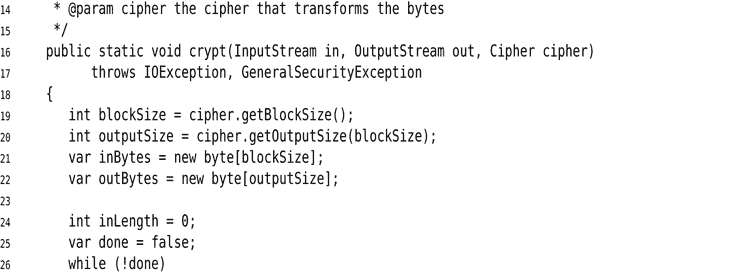 14     * @param cipher the cipher that transforms the bytes
15     */
16    public static void crypt(InputStream in, OutputStream out, Cipher cipher)
17          throws IOException, GeneralSecurityException
18    {
19       int blockSize = cipher.getBlockSize();
20       int outputSize = cipher.getOutputSize(blockSize);
21       var inBytes = new byte[blockSize];
22       var outBytes = new byte[outputSize];
23
24       int inLength = 0;
25       var done = false;
26       while (!done)